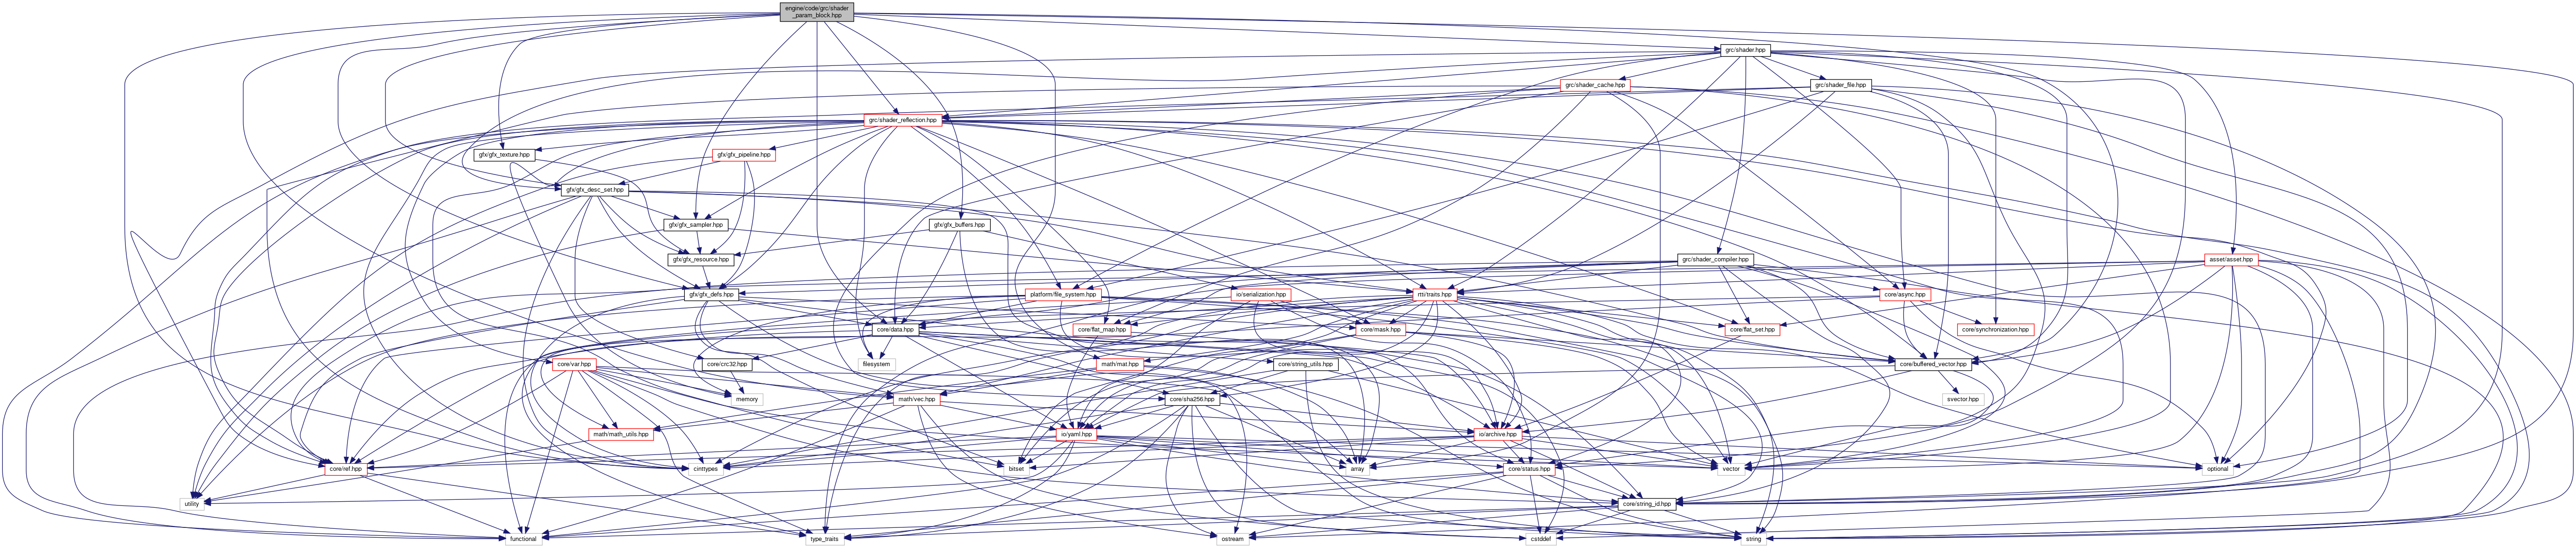 engine/code/grc/shader
_param_block.hpp
grc/shader.hpp
grc/shader_cache.hpp
grc/shader_file.hpp
grc/shader_reflection.hpp
gfx/gfx_texture.hpp
gfx/gfx_pipeline.hpp
gfx/gfx_desc_set.hpp
gfx/gfx_sampler.hpp
gfx/gfx_buffers.hpp
gfx/gfx_resource.hpp
grc/shader_compiler.hpp
asset/asset.hpp
gfx/gfx_defs.hpp
platform/file_system.hpp
io/serialization.hpp
rtti/traits.hpp
core/async.hpp
core/data.hpp
core/flat_map.hpp
core/mask.hpp
core/flat_set.hpp
core/synchronization.hpp
core/var.hpp
core/crc32.hpp
filesystem
math/mat.hpp
core/string_utils.hpp
core/buffered_vector.hpp
memory
math/vec.hpp
core/sha256.hpp
svector.hpp
math/math_utils.hpp
io/yaml.hpp
io/archive.hpp
core/ref.hpp
cinttypes
bitset
array
core/status.hpp
vector
optional
utility
core/string_id.hpp
functional
type_traits
ostream
cstddef
string